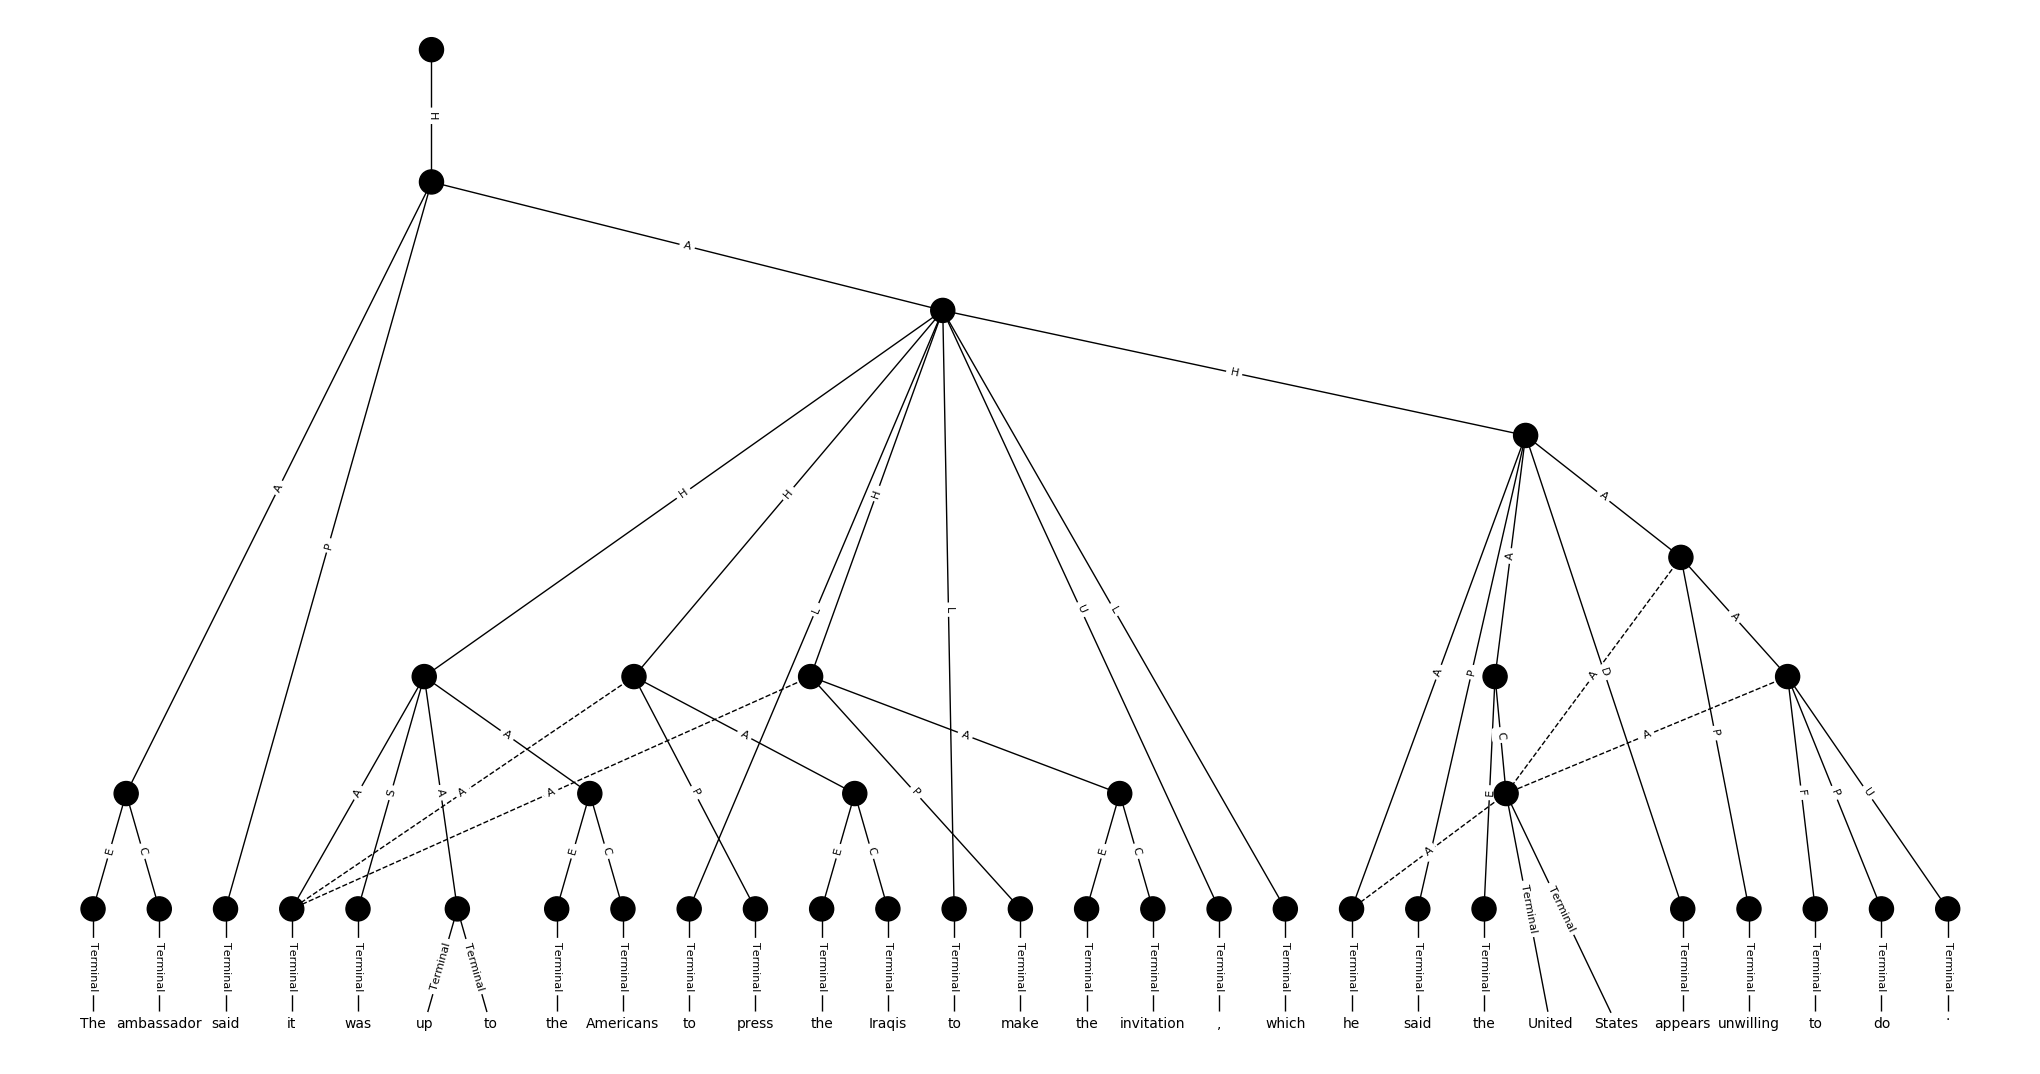 H
A
H
A
H
H
H
A
P
L
L
U
L
A
P
A
D
A
A
A
S
A
A
A
A
P
A
P
A
C
E
A
P
A
F
P
U
E
C
E
C
E
C
E
C
A
Terminal Terminal Terminal Terminal Terminal Terminal Terminal Terminal Terminal Terminal Terminal Terminal Terminal Terminal Terminal Terminal Terminal Terminal Terminal Terminal Terminal Terminal Terminal Terminal Terminal Terminal Terminal Terminal Terminal
The ambassador said it was up to the Americans to press the Iraqis to make the invitation , which he said the United States appears unwilling to do .